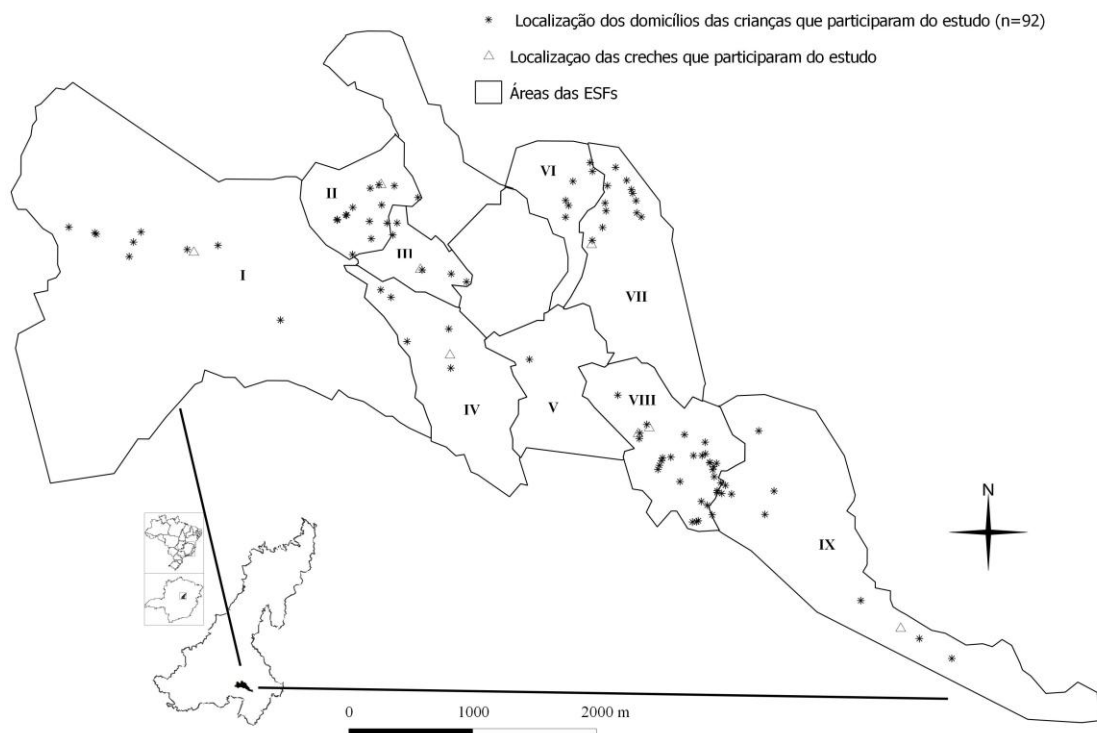 Localização dos domicílios das crianças que participaram do estudo (n=92)
Localizaçao das creches que participaram do estudo
Áreas das ESFs
VI
II
III
I
VII
VIII
IV
V
N
IX
0 1000 2000 m